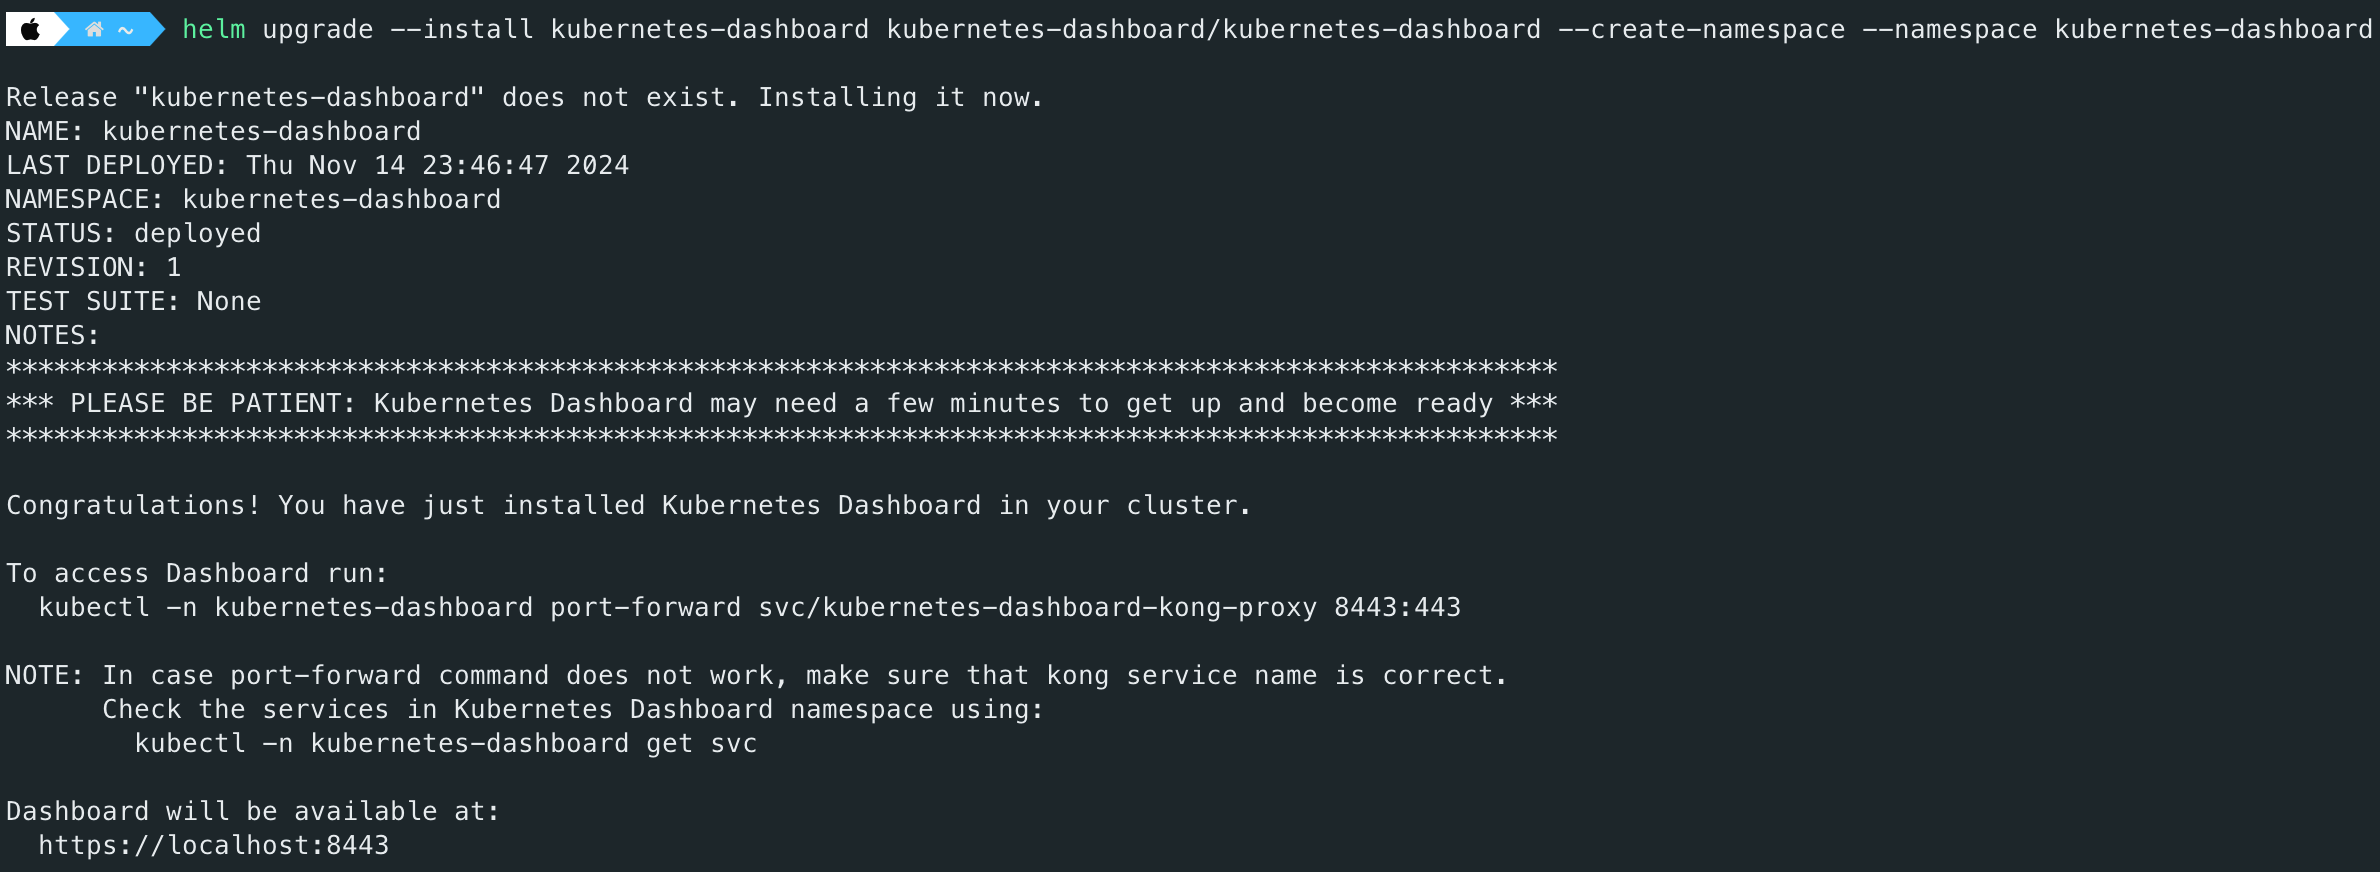 ~ helm upgrade --install kubernetes-dashboard kubernetes-dashboard/kubernetes-dashboard --create-namespace --namespace kubernetes-dashboard
Release "kubernetes-dashboard" does not exist. Installing it now.
NAME: kubernetes-dashboard
LAST DEPLOYED: Thu Nov 14 23:46:47 2024
NAMESPACE: kubernetes-dashboard
STATUS: deployed
REVISION: 1
TEST SUITE: None
NOTES:
*************************************************************************************************
*** PLEASE BE PATIENT: Kubernetes Dashboard may need a few minutes to get up and become ready ***
*************************************************************************************************
Congratulations! You have just installed Kubernetes Dashboard in your cluster.
To access Dashboard run:
kubectl -n kubernetes-dashboard port-forward svc/kubernetes-dashboard-kong-proxy 8443:443
NOTE: In case port-forward command does not work, make sure that kong service name is correct.
Check the services in Kubernetes Dashboard namespace using:
kubectl -n kubernetes-dashboard get svc
Dashboard will be available at:
https://localhost:8443